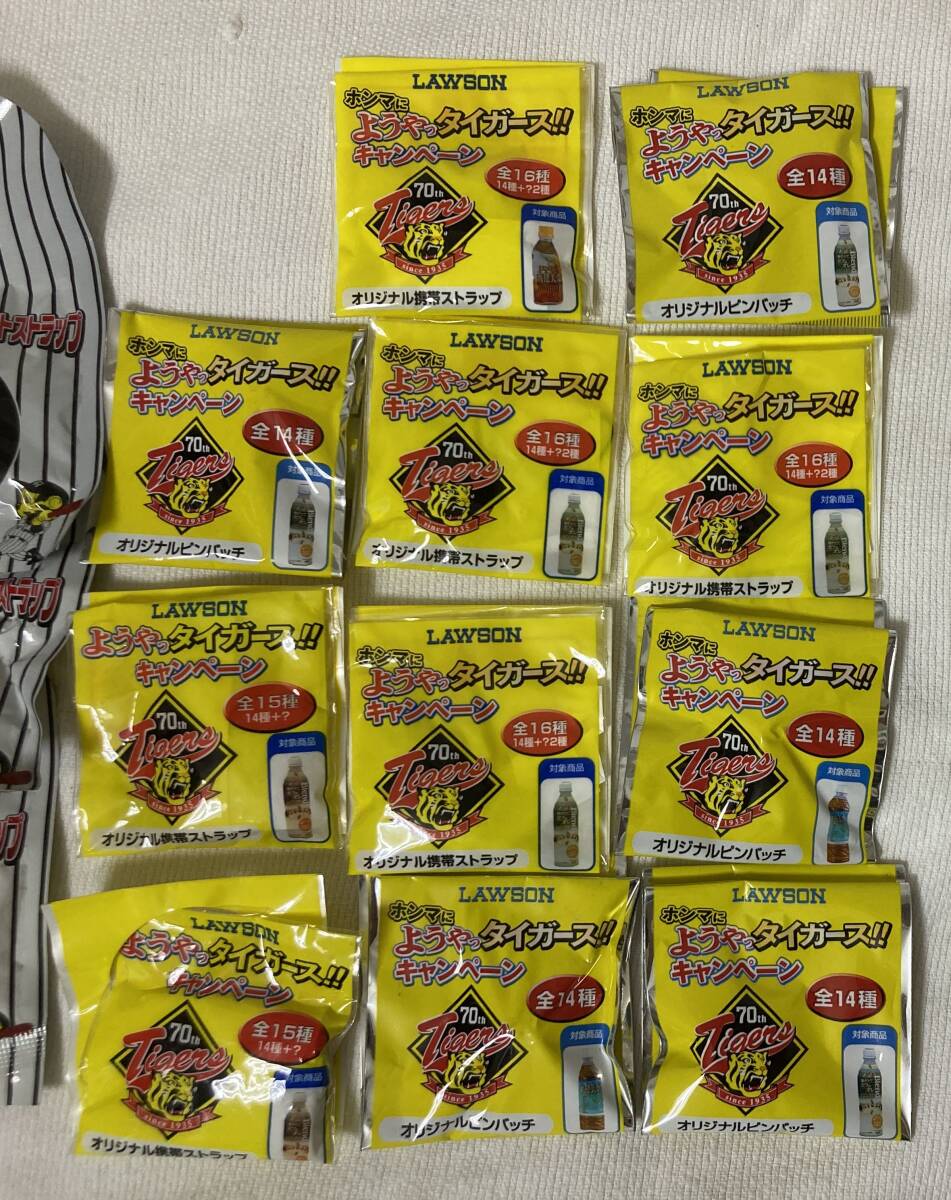 LAWSON
ホンマに
ようやっタイガース!!
キャンペーン
全16種
14種+?2種
70th
Tigers
since 1935
対象商品
オリジナル携帯ストラップ
LAWSON
ホンマに
ようやっタイガース!!
キャンペーン
全14種
70th
Tigers
since 1935
対象商品
オリジナルピンバッチ
トストラップ
LAWSON
ホンマに
ようやっタイガース!!
キャンペーン
全14種
70th
Tigers
since 1935
対象商品
オリジナルピンバッチ
LAWSON
ホンマに
ようやっタイガース!!
キャンペーン
全16種
14種+?2種
70th
Tigers
since 1935
対象商品
オリジナル携帯ストラップ
LAWSON
ホンマに
ようやっタイガース!!
キャンペーン
全16種
14種+?2種
70th
Tigers
since 1935
対象商品
オリジナル携帯ストラップ
ストラップ
LAWSON
ようやっタイガース!!
キャンペーン
全15種
14種+?
70th
Tigers
since 1935
対象商品
オリジナル携帯ストラップ
LAWSON
ホンマに
ようやっタイガース!!
キャンペーン
全16種
14種+?2種
70th
Tigers
since 1935
対象商品
オリジナル携帯ストラップ
LAWSON
ホンマに
ようやっタイガース!!
キャンペーン
全14種
70th
Tigers
since 1935
対象商品
オリジナルピンバッチ
ップ
LAWSON
ようやっタイガース!!
キャンペーン
全15種
14種+?
70th
Tigers
since 1935
対象商品
オリジナル携帯ストラップ
LAWSON
ホンマに
ようやっタイガース!!
キャンペーン
全14種
70th
Tigers
since 1935
対象商品
オリジナルピンバッチ
LAWSON
ホンマに
ようやっタイガース!!
キャンペーン
全14種
70th
Tigers
since 1935
対象商品
オリジナルピンバッチ